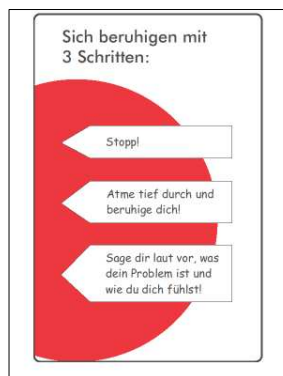 Sich beruhigen mit
3 Schritten:
Stopp!
Atme tief durch und
beruhige dich!
Sage dir laut vor, was
dein Problem ist und
wie du dich fühlst!